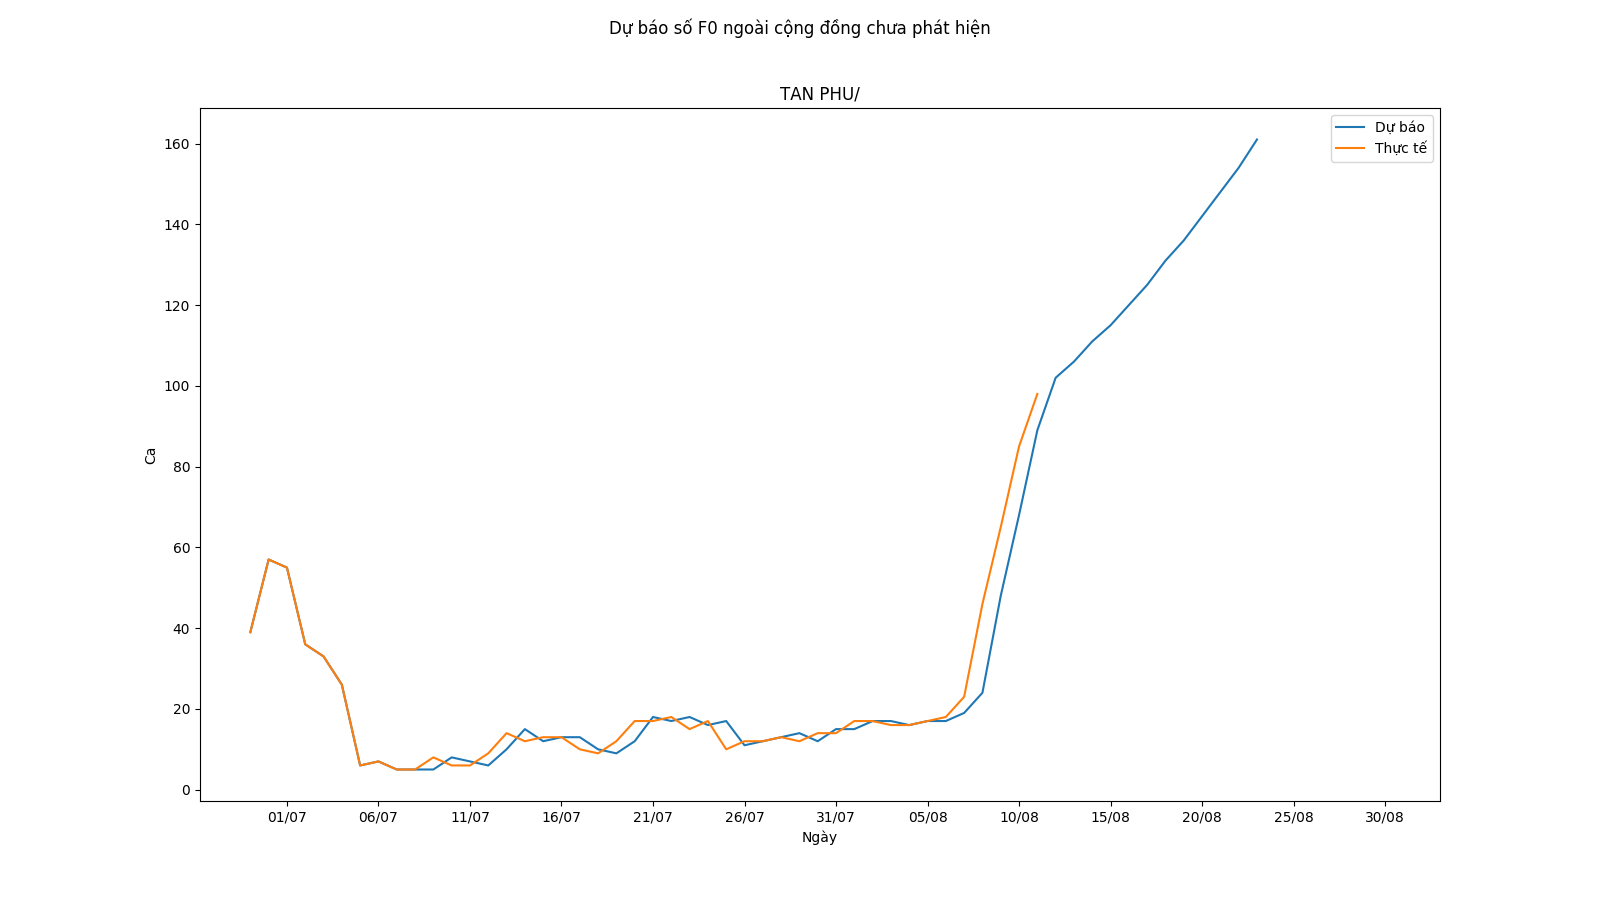 Dự báo số F0 ngoài cộng đồng chưa phát hiện
TAN PHU/
Dự báo
Thực tế
Ca
160
140
120
100
80
60
40
20
0
01/07 06/07 11/07 16/07 21/07 26/07 31/07 05/08 10/08 15/08 20/08 25/08 30/08
Ngày